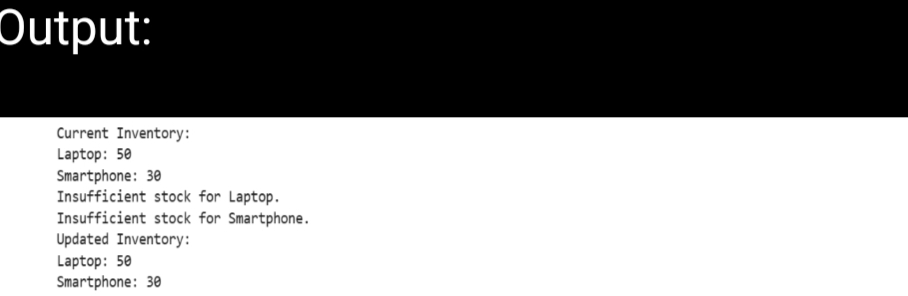 Output:
Current Inventory:
Laptop: 50
Smartphone: 30
Insufficient stock for Laptop.
Insufficient stock for Smartphone.
Updated Inventory:
Laptop: 50
Smartphone: 30